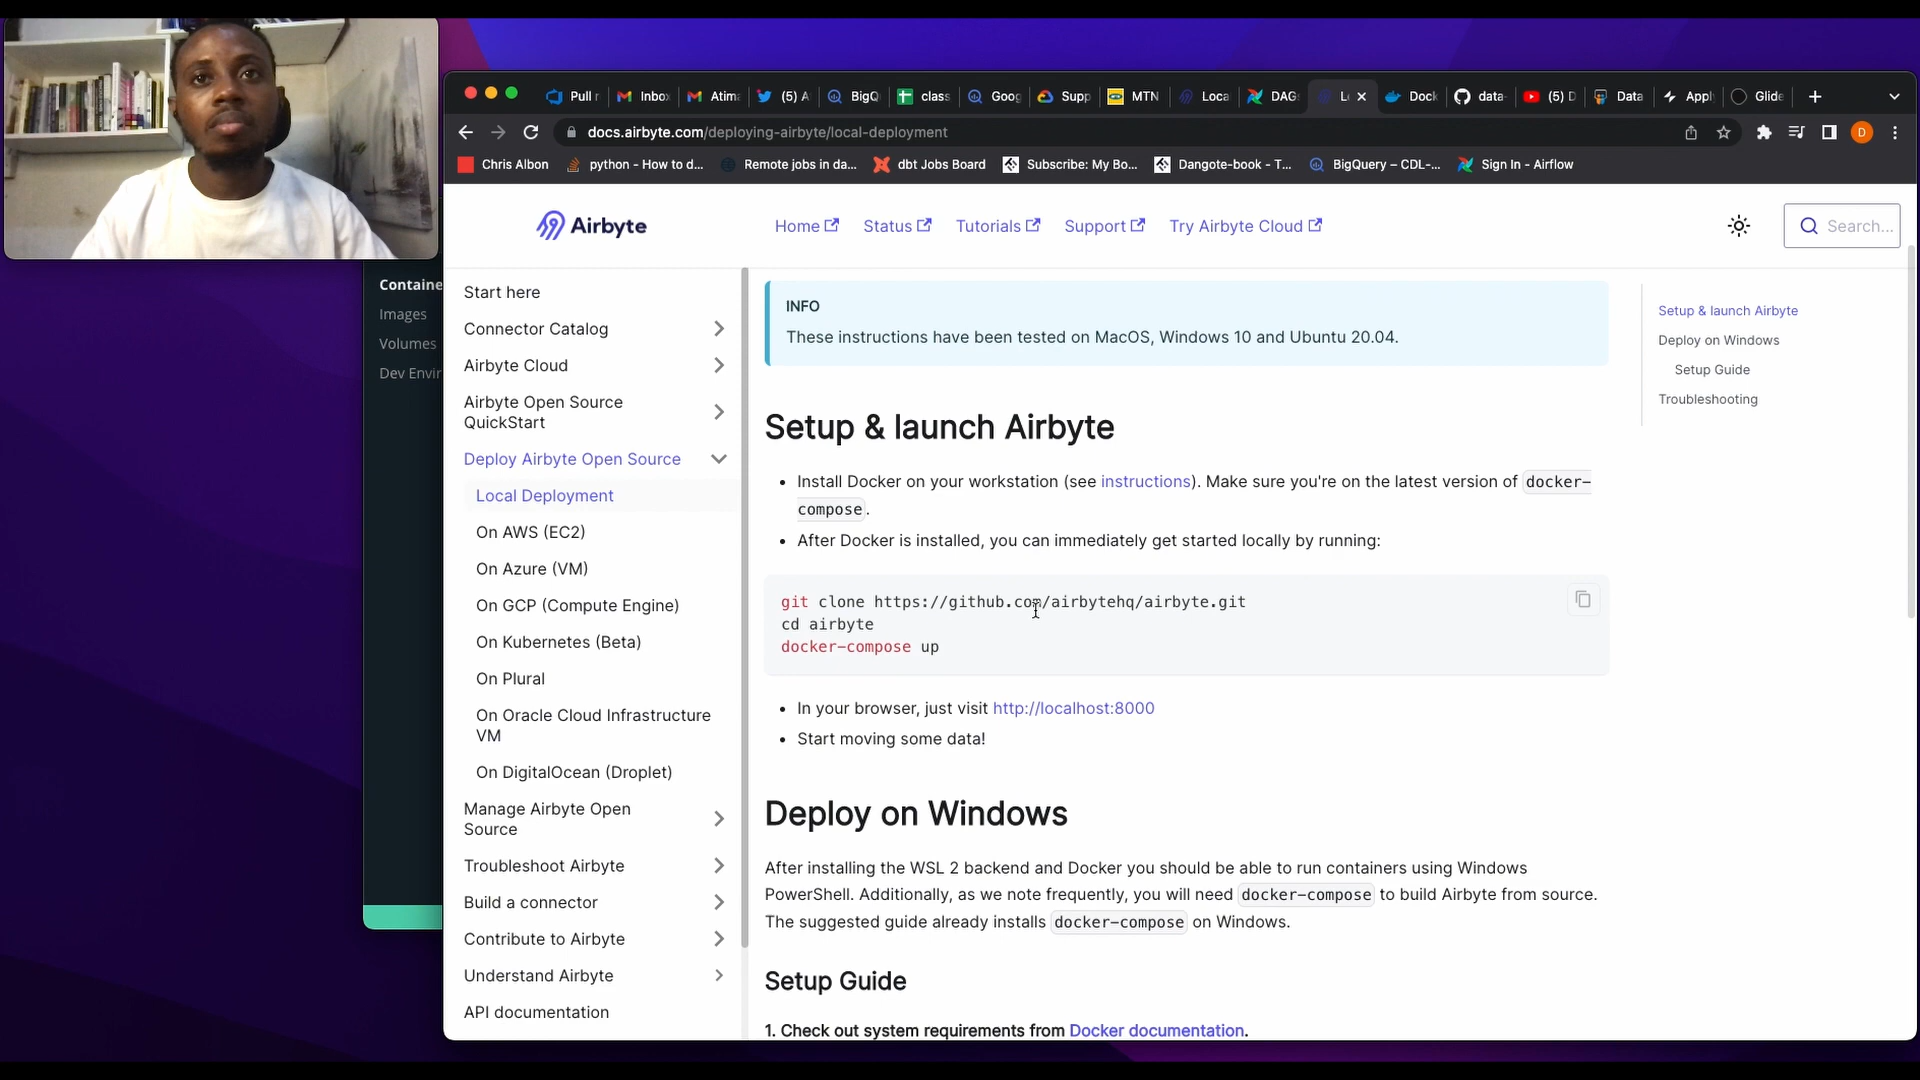 Pull r
Inbo
Atima
(5) A
BigQ
class
Goog
Supp
MTN
Loca
DAG
Lo
Dock
data-
(5) D
Data
Apply
Glide
docs.airbyte.com/deploying-airbyte/local-deployment
D
Chris Albon
python - How to d...
Remote jobs in da...
dbt Jobs Board
Subscribe: My Bo...
Dangote-book - T...
BigQuery – CDL-...
Sign In - Airflow
Airbyte
Home
Status
Tutorials
Support
Try Airbyte Cloud
Search...
Containe
Images
Volumes
Dev Envir
Start here
Connector Catalog
Airbyte Cloud
Airbyte Open Source
QuickStart
Deploy Airbyte Open Source
Local Deployment
On AWS (EC2)
On Azure (VM)
On GCP (Compute Engine)
On Kubernetes (Beta)
On Plural
On Oracle Cloud Infrastructure
VM
On DigitalOcean (Droplet)
Manage Airbyte Open
Source
Troubleshoot Airbyte
Build a connector
Contribute to Airbyte
Understand Airbyte
API documentation
INFO
These instructions have been tested on MacOS, Windows 10 and Ubuntu 20.04.
Setup & launch Airbyte
• Install Docker on your workstation (see instructions). Make sure you're on the latest version of docker-
compose.
• After Docker is installed, you can immediately get started locally by running:
git clone https://github.com/airbytehq/airbyte.git
cd airbyte
docker-compose up
• In your browser, just visit http://localhost:8000
• Start moving some data!
Deploy on Windows
After installing the WSL 2 backend and Docker you should be able to run containers using Windows
PowerShell. Additionally, as we note frequently, you will need docker-compose to build Airbyte from source.
The suggested guide already installs docker-compose on Windows.
Setup Guide
1. Check out system requirements from Docker documentation.
Setup & launch Airbyte
Deploy on Windows
Setup Guide
Troubleshooting